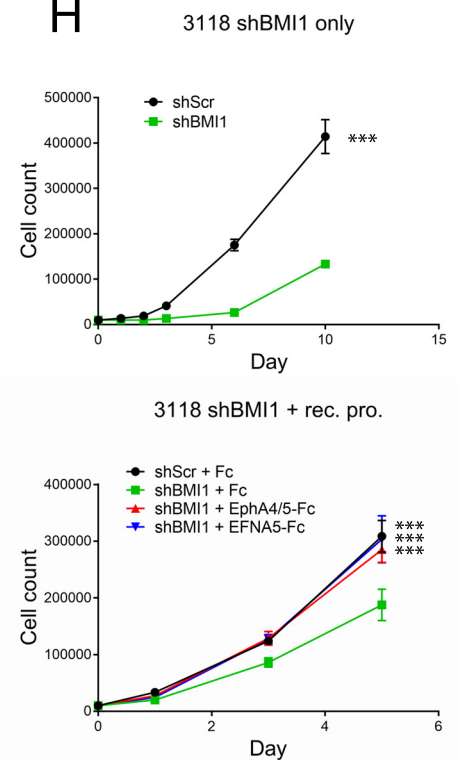 H
3118 shBMI1 only
shScr
shBMI1
500000
400000
300000
200000
100000
0
Cell count
***
0 5 10 15
Day
3118 shBMI1 + rec. pro.
shScr + Fc
shBMI1 + Fc
shBMI1 + EphA4/5-Fc
shBMI1 + EFNA5-Fc
400000
300000
200000
100000
0
Cell count
***
***
***
0 2 4 6
Day